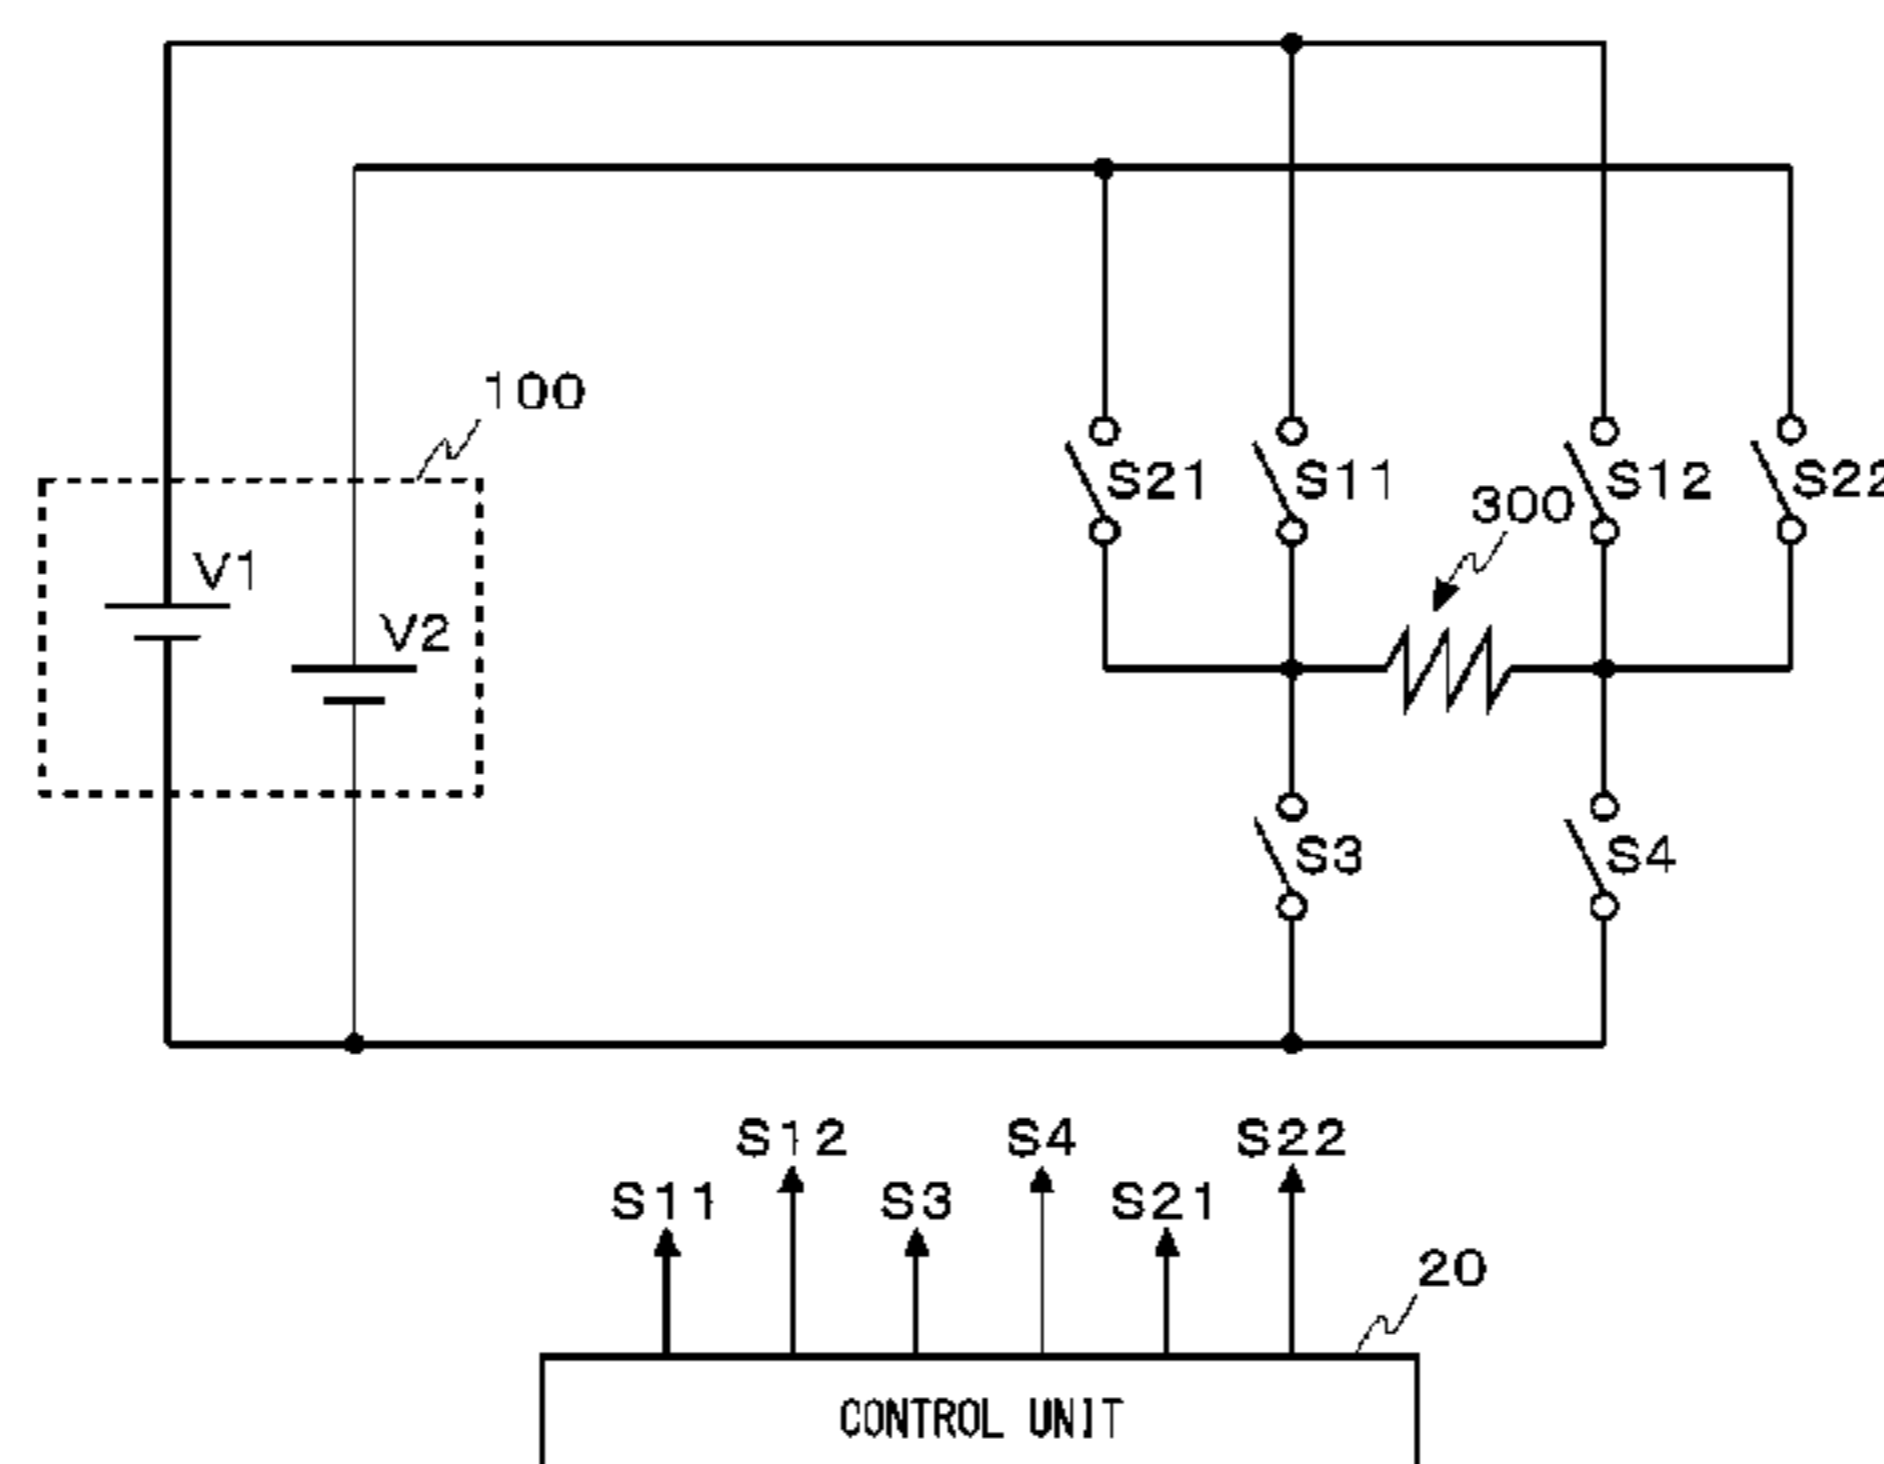 100
S21 S11 S12 S22
300
V1
V2
S3 S4
S12 S4 S22
S11 S3 S21
20
CONTROL UNIT